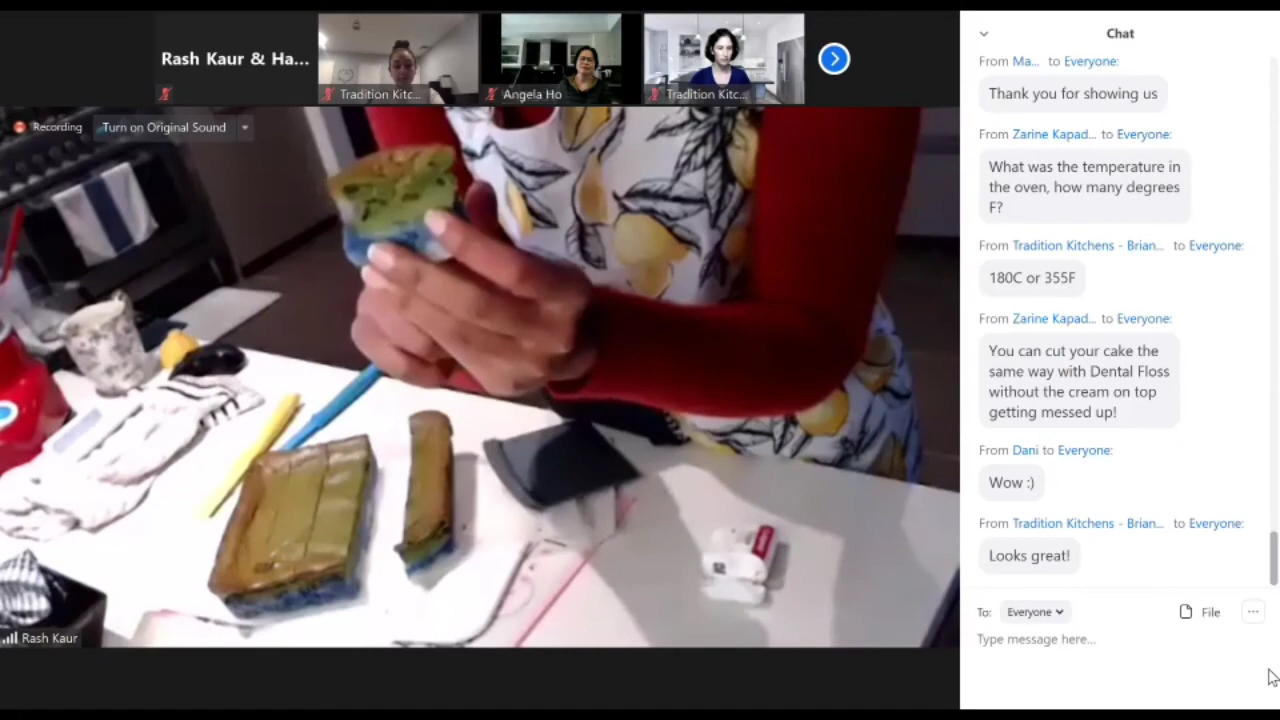 Rash Kaur & Ha...
Tradition Kitc...
Angela Ho
Tradition Kitc...
Recording
Turn on Original Sound
Rash Kaur
Chat
From Ma... to Everyone:
Thank you for showing us
From Zarine Kapad... to Everyone:
What was the temperature in
the oven, how many degrees
F?
From Tradition Kitchens - Brian... to Everyone:
180C or 355F
From Zarine Kapad... to Everyone:
You can cut your cake the
same way with Dental Floss
without the cream on top
getting messed up!
From Dani to Everyone:
Wow :)
From Tradition Kitchens - Brian... to Everyone:
Looks great!
To: Everyone
File
Type message here...